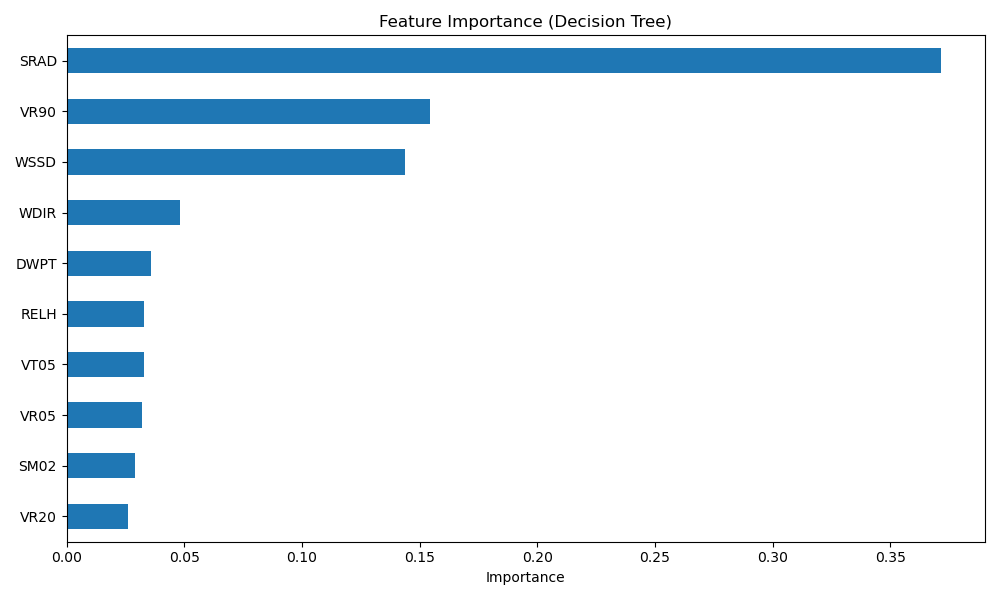 Feature Importance (Decision Tree)
SRAD
VR90
WSSD
WDIR
DWPT
RELH
VT05
VR05
SM02
VR20
0.00 0.05 0.10 0.15 0.20 0.25 0.30 0.35
Importance